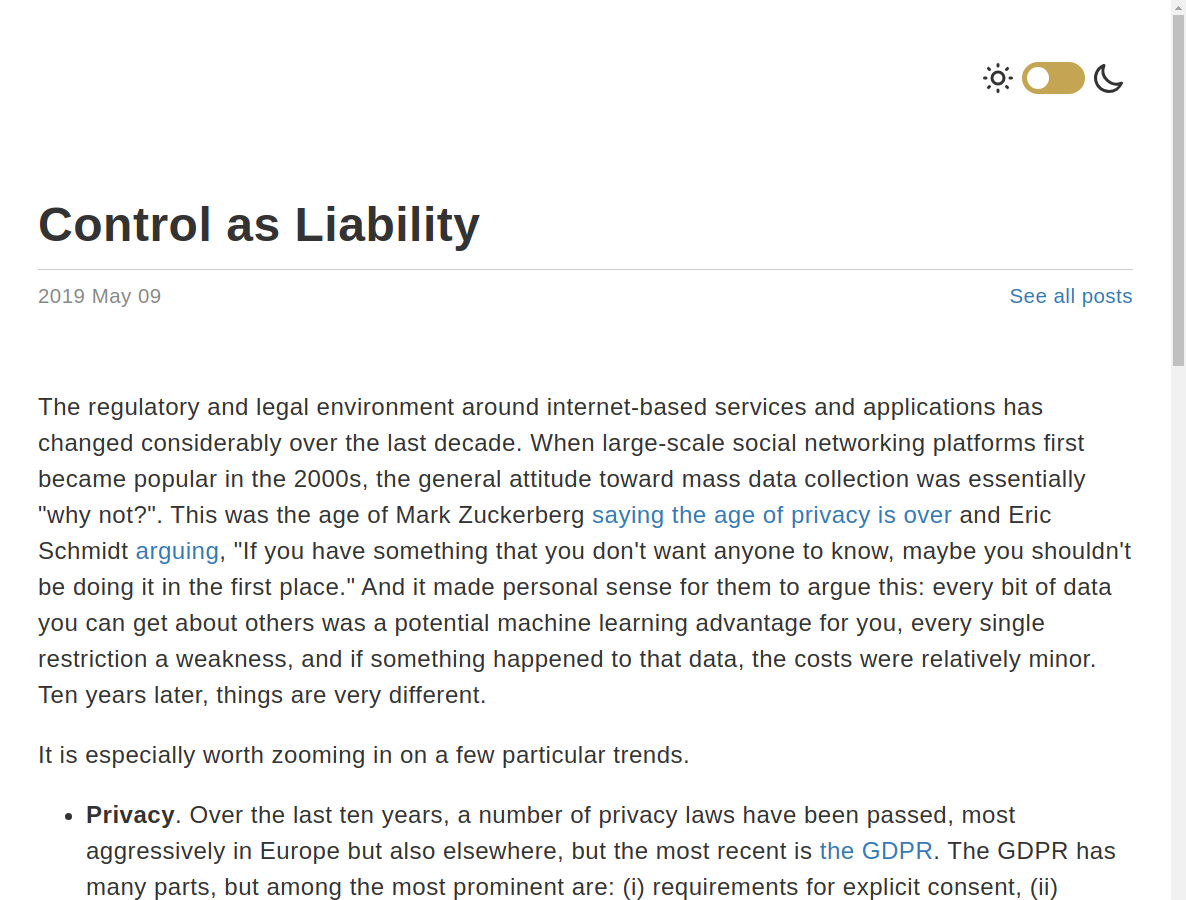 Control as Liability
2019 May 09
See all posts
The regulatory and legal environment around internet-based services and applications has
changed considerably over the last decade. When large-scale social networking platforms first
became popular in the 2000s, the general attitude toward mass data collection was essentially
"why not?". This was the age of Mark Zuckerberg saying the age of privacy is over and Eric
Schmidt arguing, "If you have something that you don't want anyone to know, maybe you shouldn't
be doing it in the first place." And it made personal sense for them to argue this: every bit of data
you can get about others was a potential machine learning advantage for you, every single
restriction a weakness, and if something happened to that data, the costs were relatively minor.
Ten years later, things are very different.
It is especially worth zooming in on a few particular trends.
• Privacy. Over the last ten years, a number of privacy laws have been passed, most
aggressively in Europe but also elsewhere, but the most recent is the GDPR. The GDPR has
many parts, but among the most prominent are: (i) requirements for explicit consent, (ii)